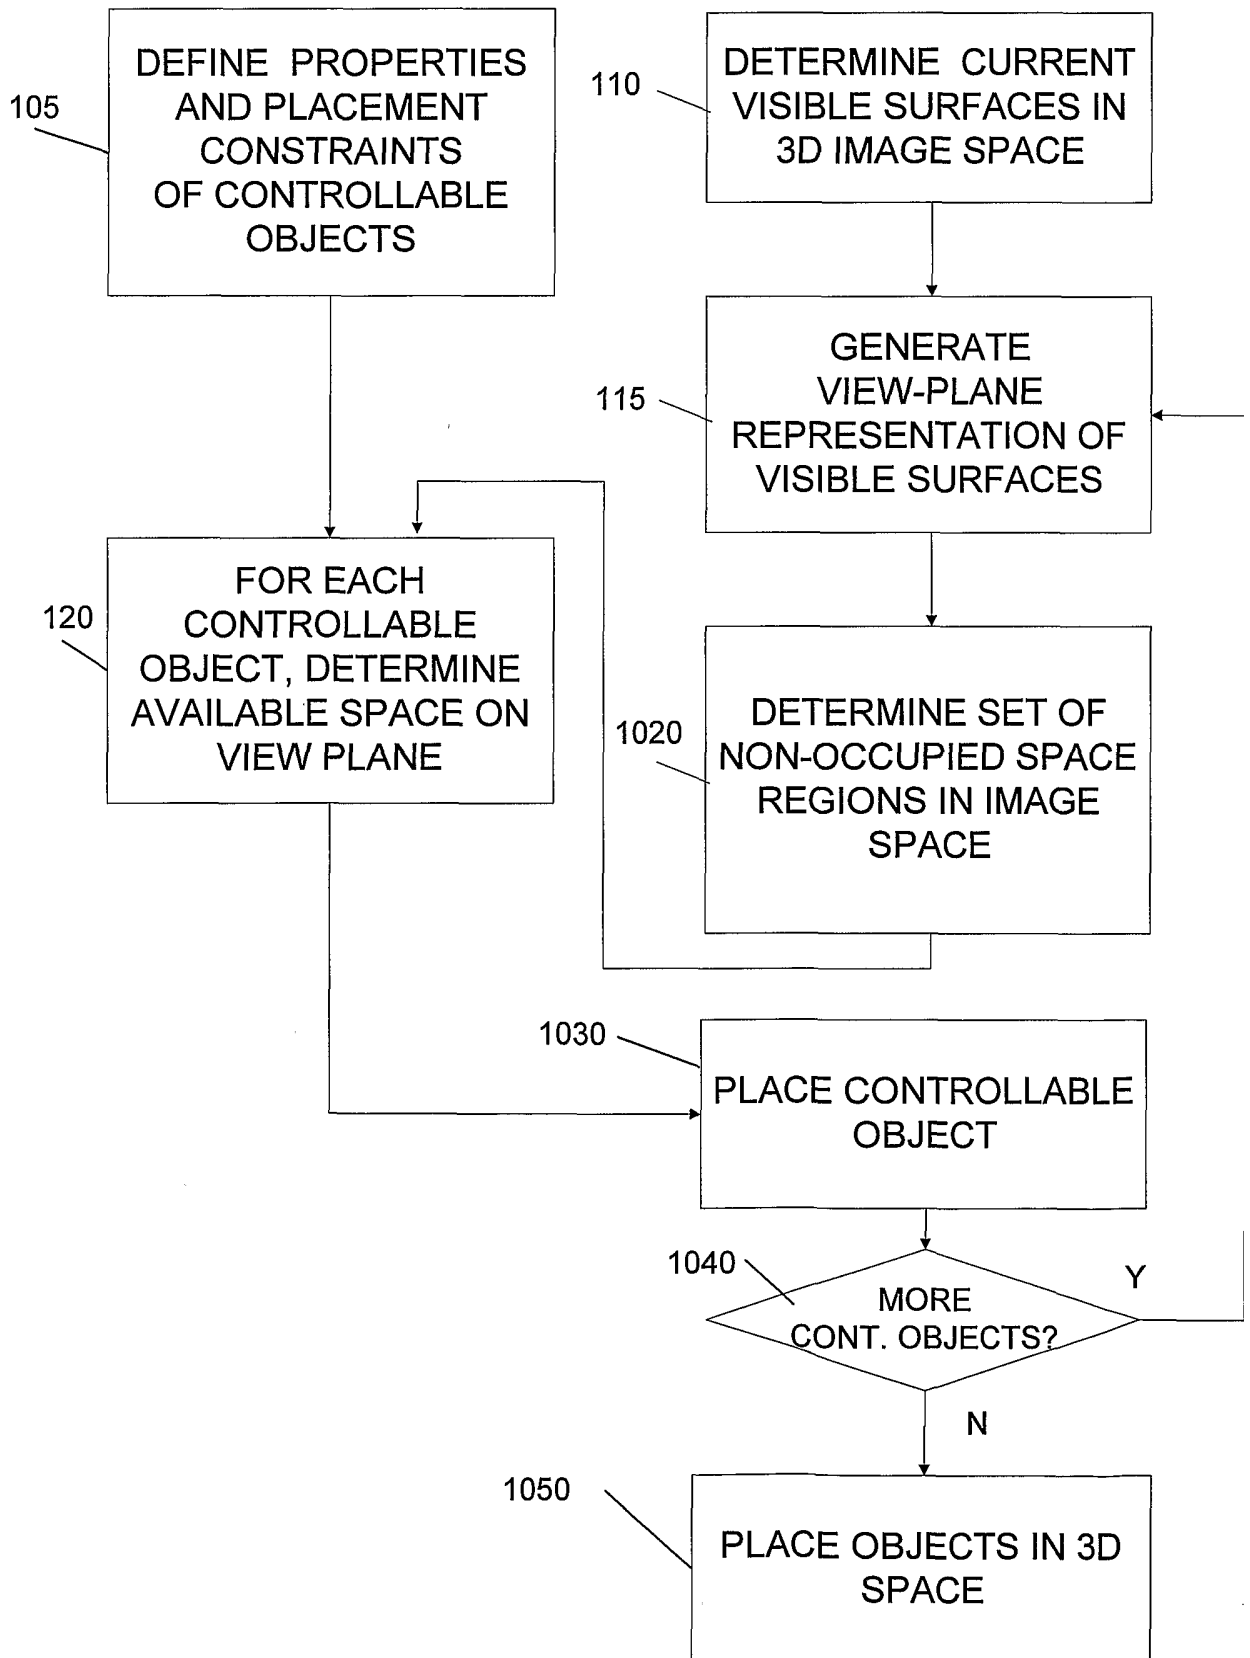 105
DEFINE PROPERTIES
AND PLACEMENT
CONSTRAINTS
OF CONTROLLABLE
OBJECTS
110
DETERMINE CURRENT
VISIBLE SURFACES IN
3D IMAGE SPACE
115
GENERATE
VIEW-PLANE
REPRESENTATION OF
VISIBLE SURFACES
120
FOR EACH
CONTROLLABLE
OBJECT, DETERMINE
AVAILABLE SPACE ON
VIEW PLANE
1020
DETERMINE SET OF
NON-OCCUPIED SPACE
REGIONS IN IMAGE
SPACE
1030
PLACE CONTROLLABLE
OBJECT
1040
MORE
CONT. OBJECTS?
Y
N
1050
PLACE OBJECTS IN 3D
SPACE